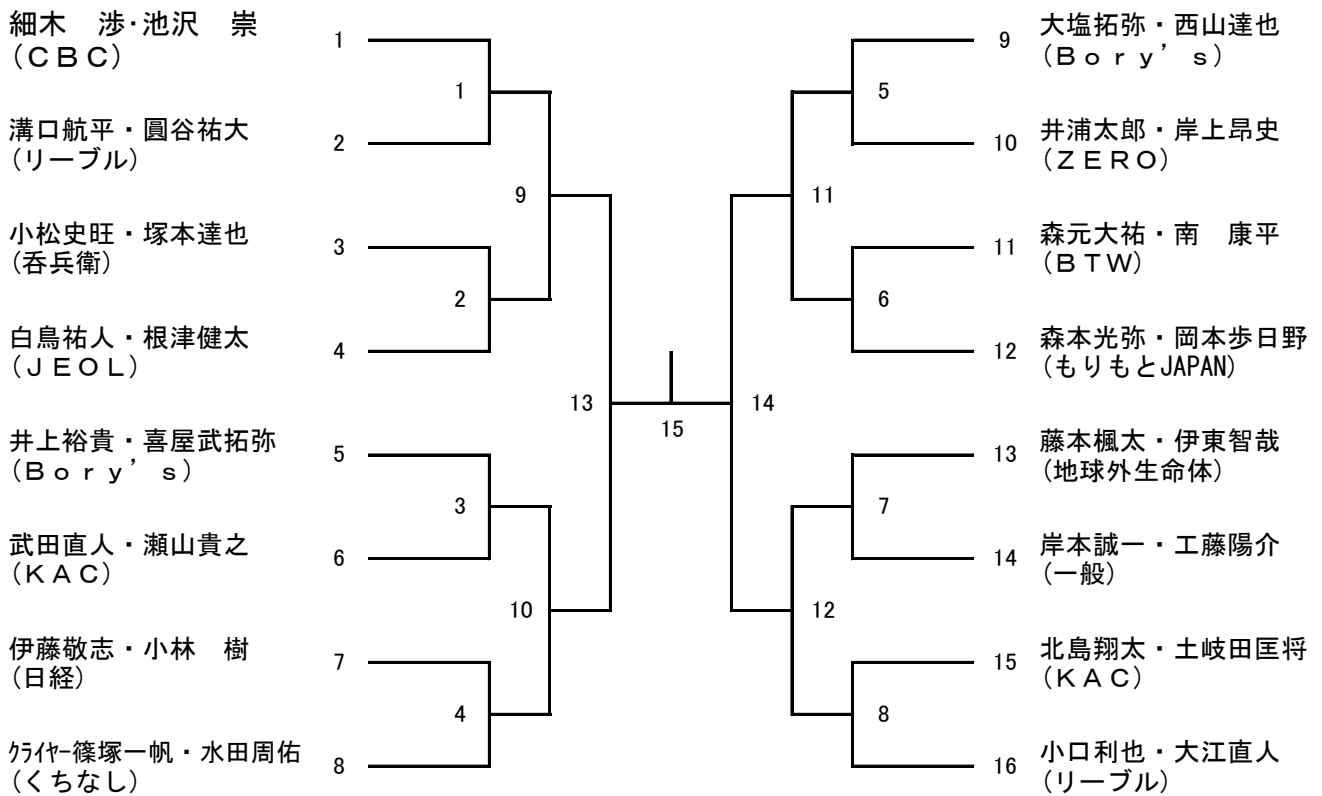 細木　渉・池沢　崇
(ＣＢＣ)
1
溝口航平・圓谷祐大
(リーブル)
2
小松史旺・塚本達也
(呑兵衛)
3
白鳥祐人・根津健太
(ＪＥＯＬ)
4
井上裕貴・喜屋武拓弥
(Ｂｏｒｙ’ｓ)
5
武田直人・瀬山貴之
(ＫＡＣ)
6
伊藤敬志・小林　樹
(日経)
7
ｸﾗｲﾔｰ篠塚一帆・水田周佑
(くちなし)
8
1
2
3
4
9
10
13
15
14
11
12
5
6
7
8
9
大塩拓弥・西山達也
(Ｂｏｒｙ’ｓ)
10
井浦太郎・岸上昂史
(ＺＥＲＯ)
11
森元大祐・南　康平
(ＢＴＷ)
12
森本光弥・岡本歩日野
(もりもとJAPAN)
13
藤本楓太・伊東智哉
(地球外生命体)
14
岸本誠一・工藤陽介
(一般)
15
北島翔太・土岐田匡将
(ＫＡＣ)
16
小口利也・大江直人
(リーブル)